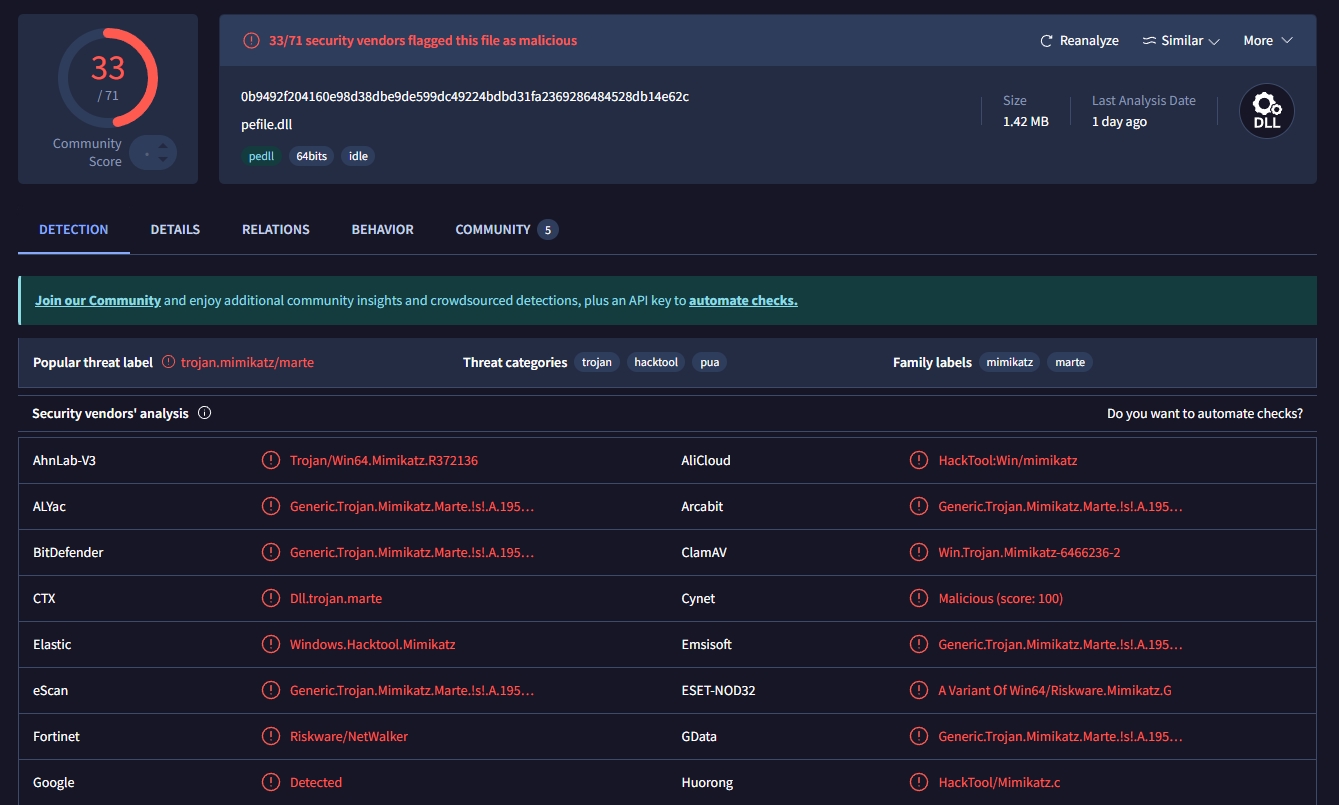 33
/ 71
Community
Score
33/71 security vendors flagged this file as malicious
Reanalyze
Similar
More
0b9492f204160e98d38dbe9de599dc49224bdbd31fa2369286484528db14e62c
pefile.dll
pedll 64bits idle
Size
1.42 MB
Last Analysis Date
1 day ago
DLL
DETECTION DETAILS RELATIONS BEHAVIOR COMMUNITY 5
Join our Community and enjoy additional community insights and crowdsourced detections, plus an API key to automate checks.
Popular threat label trojan.mimikatz/marte Threat categories trojan hacktool pua Family labels mimikatz marte
Security vendors' analysis Do you want to automate checks?
AhnLab-V3 Trojan/Win64.Mimikatz.R372136 AliCloud HackTool:Win/mimikatz
ALYac Generic.Trojan.Mimikatz.Marte.!s!.A.195... Arcabit Generic.Trojan.Mimikatz.Marte.!s!.A.195...
BitDefender Generic.Trojan.Mimikatz.Marte.!s!.A.195... ClamAV Win.Trojan.Mimikatz-6466236-2
CTX Dll.trojan.marte Cynet Malicious (score: 100)
Elastic Windows.Hacktool.Mimikatz Emsisoft Generic.Trojan.Mimikatz.Marte.!s!.A.195...
eScan Generic.Trojan.Mimikatz.Marte.!s!.A.195... ESET-NOD32 A Variant Of Win64/Riskware.Mimikatz.G
Fortinet Riskware/NetWalker GData Generic.Trojan.Mimikatz.Marte.!s!.A.195...
Google Detected Huorong HackTool/Mimikatz.c